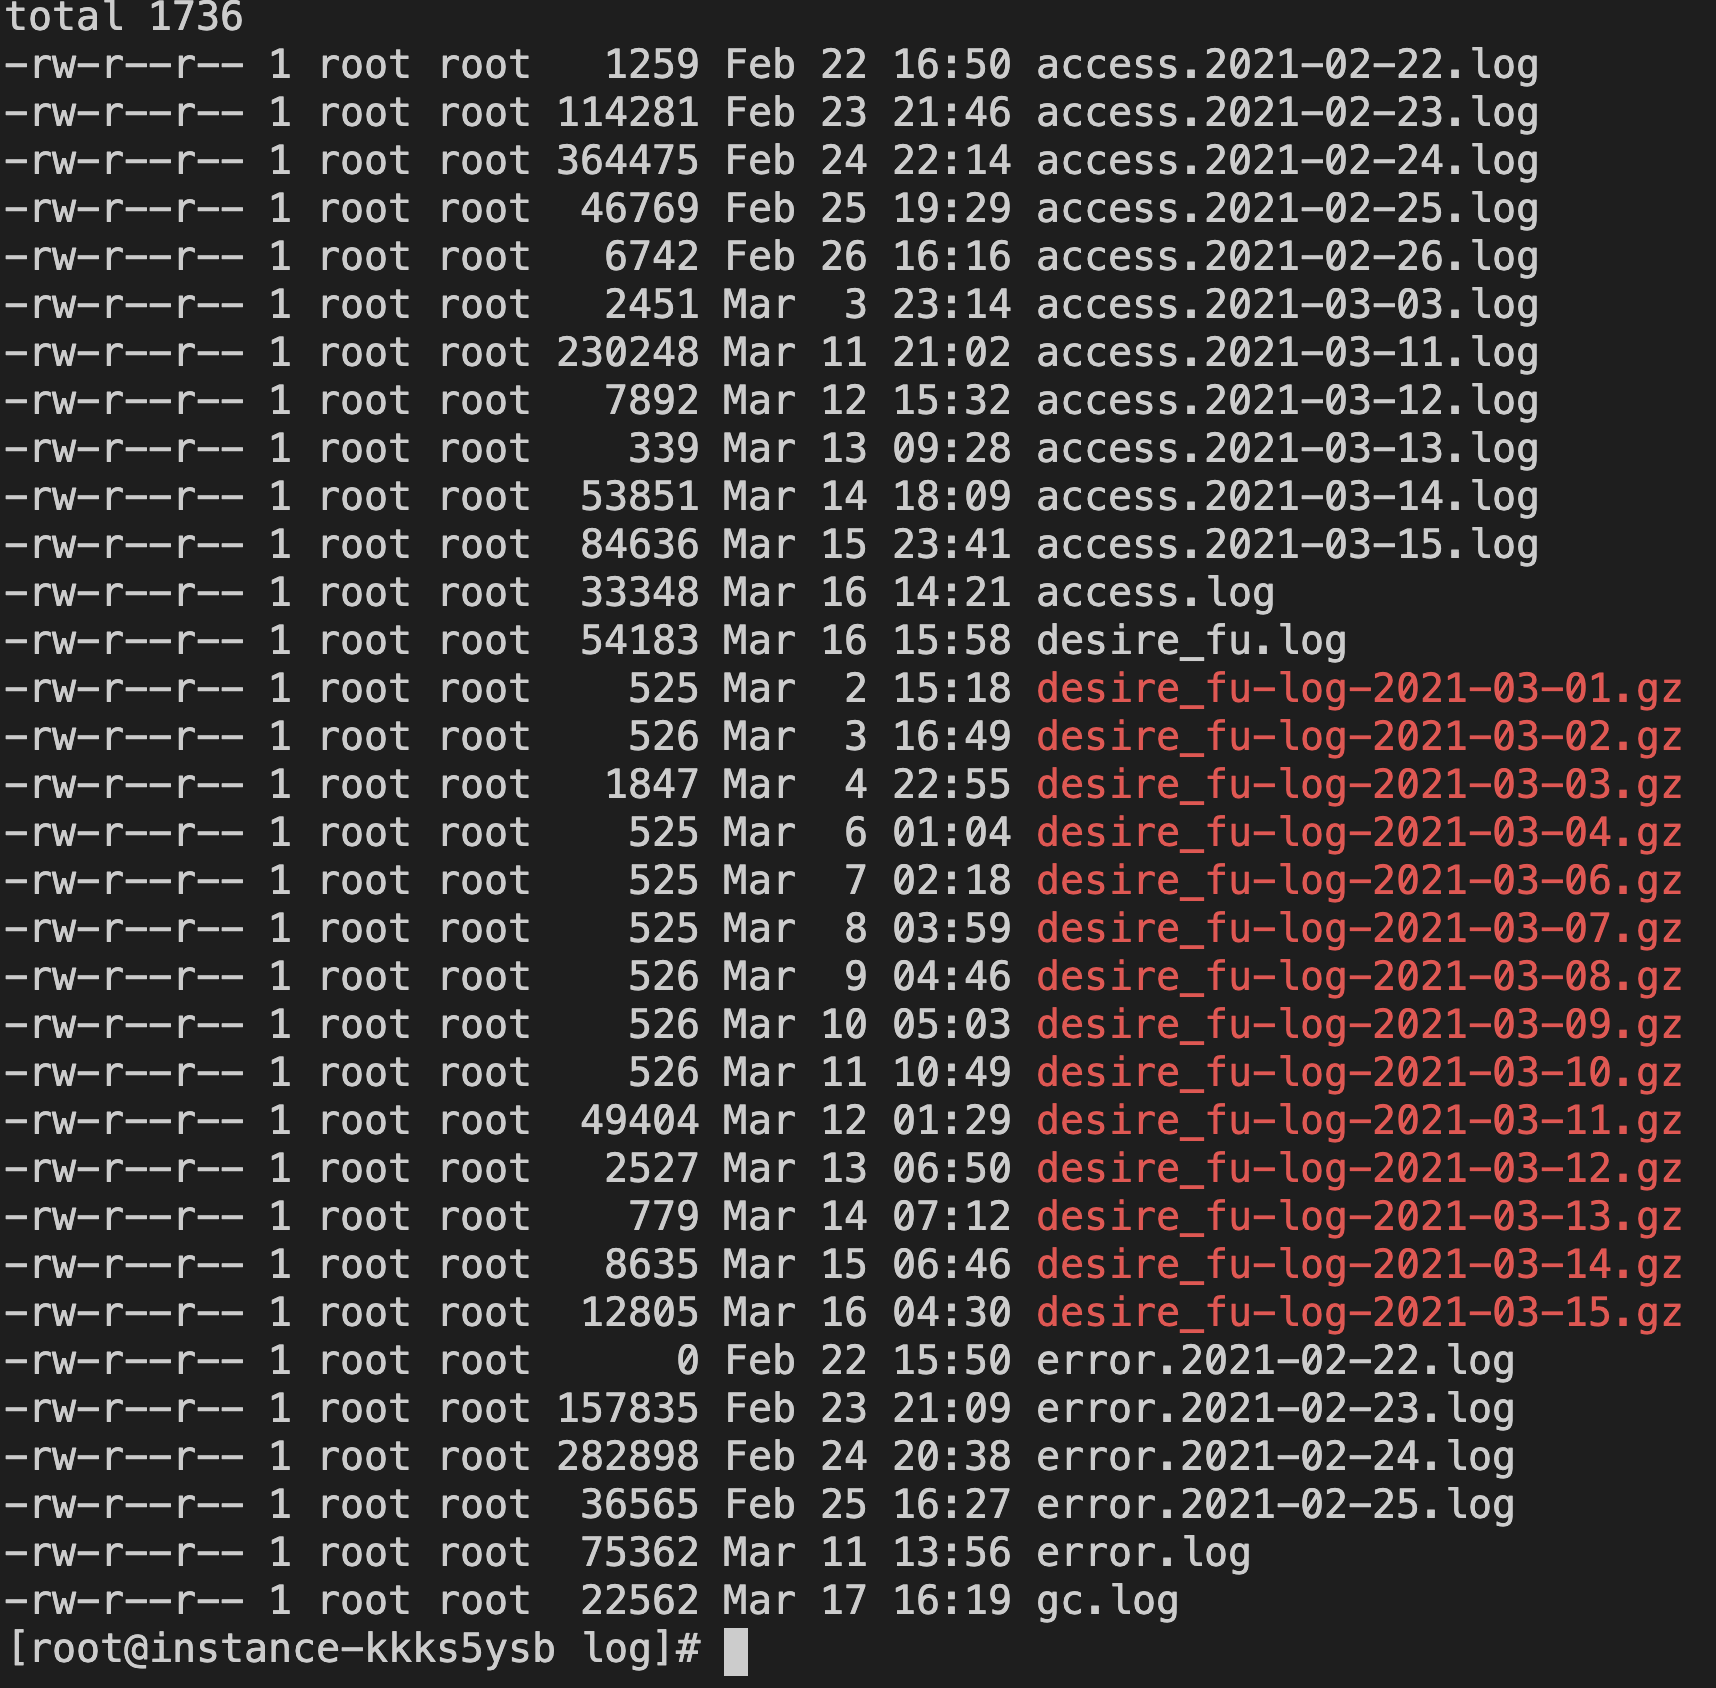 total 1736
-rw-r--r-- 1 root root   1259 Feb 22 16:50 access.2021-02-22.log
-rw-r--r-- 1 root root 114281 Feb 23 21:46 access.2021-02-23.log
-rw-r--r-- 1 root root 364475 Feb 24 22:14 access.2021-02-24.log
-rw-r--r-- 1 root root  46769 Feb 25 19:29 access.2021-02-25.log
-rw-r--r-- 1 root root   6742 Feb 26 16:16 access.2021-02-26.log
-rw-r--r-- 1 root root   2451 Mar  3 23:14 access.2021-03-03.log
-rw-r--r-- 1 root root 230248 Mar 11 21:02 access.2021-03-11.log
-rw-r--r-- 1 root root   7892 Mar 12 15:32 access.2021-03-12.log
-rw-r--r-- 1 root root    339 Mar 13 09:28 access.2021-03-13.log
-rw-r--r-- 1 root root  53851 Mar 14 18:09 access.2021-03-14.log
-rw-r--r-- 1 root root  84636 Mar 15 23:41 access.2021-03-15.log
-rw-r--r-- 1 root root  33348 Mar 16 14:21 access.log
-rw-r--r-- 1 root root  54183 Mar 16 15:58 desire_fu.log
-rw-r--r-- 1 root root    525 Mar  2 15:18 desire_fu-log-2021-03-01.gz
-rw-r--r-- 1 root root    526 Mar  3 16:49 desire_fu-log-2021-03-02.gz
-rw-r--r-- 1 root root   1847 Mar  4 22:55 desire_fu-log-2021-03-03.gz
-rw-r--r-- 1 root root    525 Mar  6 01:04 desire_fu-log-2021-03-04.gz
-rw-r--r-- 1 root root    525 Mar  7 02:18 desire_fu-log-2021-03-06.gz
-rw-r--r-- 1 root root    525 Mar  8 03:59 desire_fu-log-2021-03-07.gz
-rw-r--r-- 1 root root    526 Mar  9 04:46 desire_fu-log-2021-03-08.gz
-rw-r--r-- 1 root root    526 Mar 10 05:03 desire_fu-log-2021-03-09.gz
-rw-r--r-- 1 root root    526 Mar 11 10:49 desire_fu-log-2021-03-10.gz
-rw-r--r-- 1 root root  49404 Mar 12 01:29 desire_fu-log-2021-03-11.gz
-rw-r--r-- 1 root root   2527 Mar 13 06:50 desire_fu-log-2021-03-12.gz
-rw-r--r-- 1 root root    779 Mar 14 07:12 desire_fu-log-2021-03-13.gz
-rw-r--r-- 1 root root   8635 Mar 15 06:46 desire_fu-log-2021-03-14.gz
-rw-r--r-- 1 root root  12805 Mar 16 04:30 desire_fu-log-2021-03-15.gz
-rw-r--r-- 1 root root      0 Feb 22 15:50 error.2021-02-22.log
-rw-r--r-- 1 root root 157835 Feb 23 21:09 error.2021-02-23.log
-rw-r--r-- 1 root root 282898 Feb 24 20:38 error.2021-02-24.log
-rw-r--r-- 1 root root  36565 Feb 25 16:27 error.2021-02-25.log
-rw-r--r-- 1 root root  75362 Mar 11 13:56 error.log
-rw-r--r-- 1 root root  22562 Mar 17 16:19 gc.log
[root@instance-kkks5ysb log]#